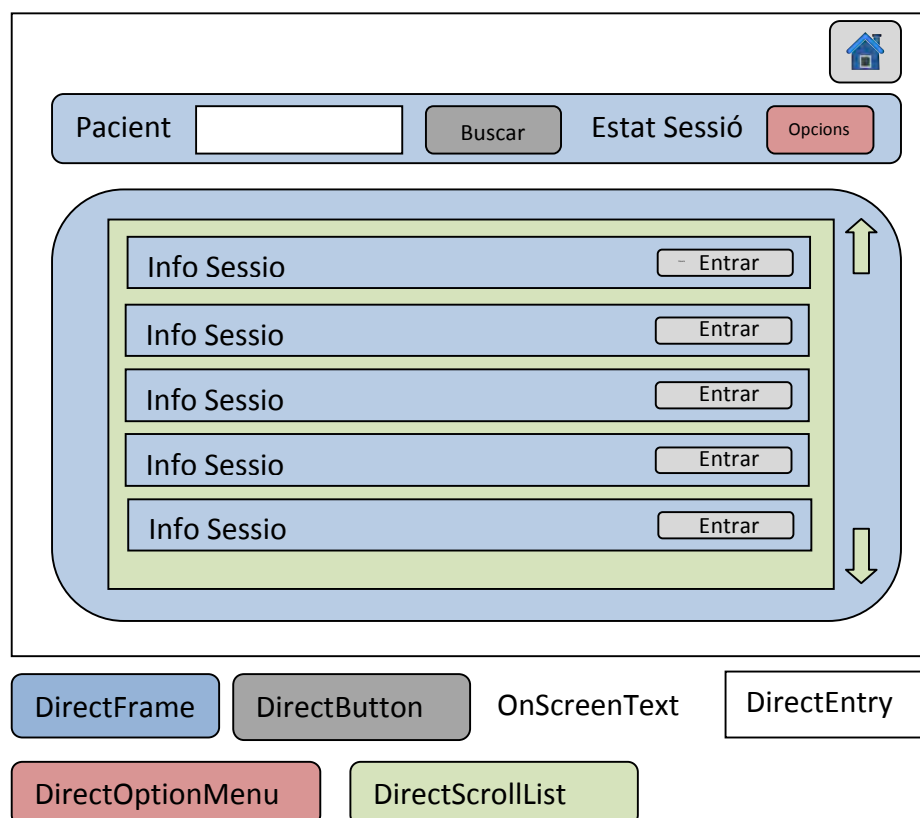 Pacient Buscar Estat Sessió Opcions
Info Sessio Entrar
Info Sessio Entrar
Info Sessio Entrar
Info Sessio Entrar
Info Sessio Entrar
DirectFrame DirectButton OnScreenText DirectEntry
DirectOptionMenu DirectScrollList